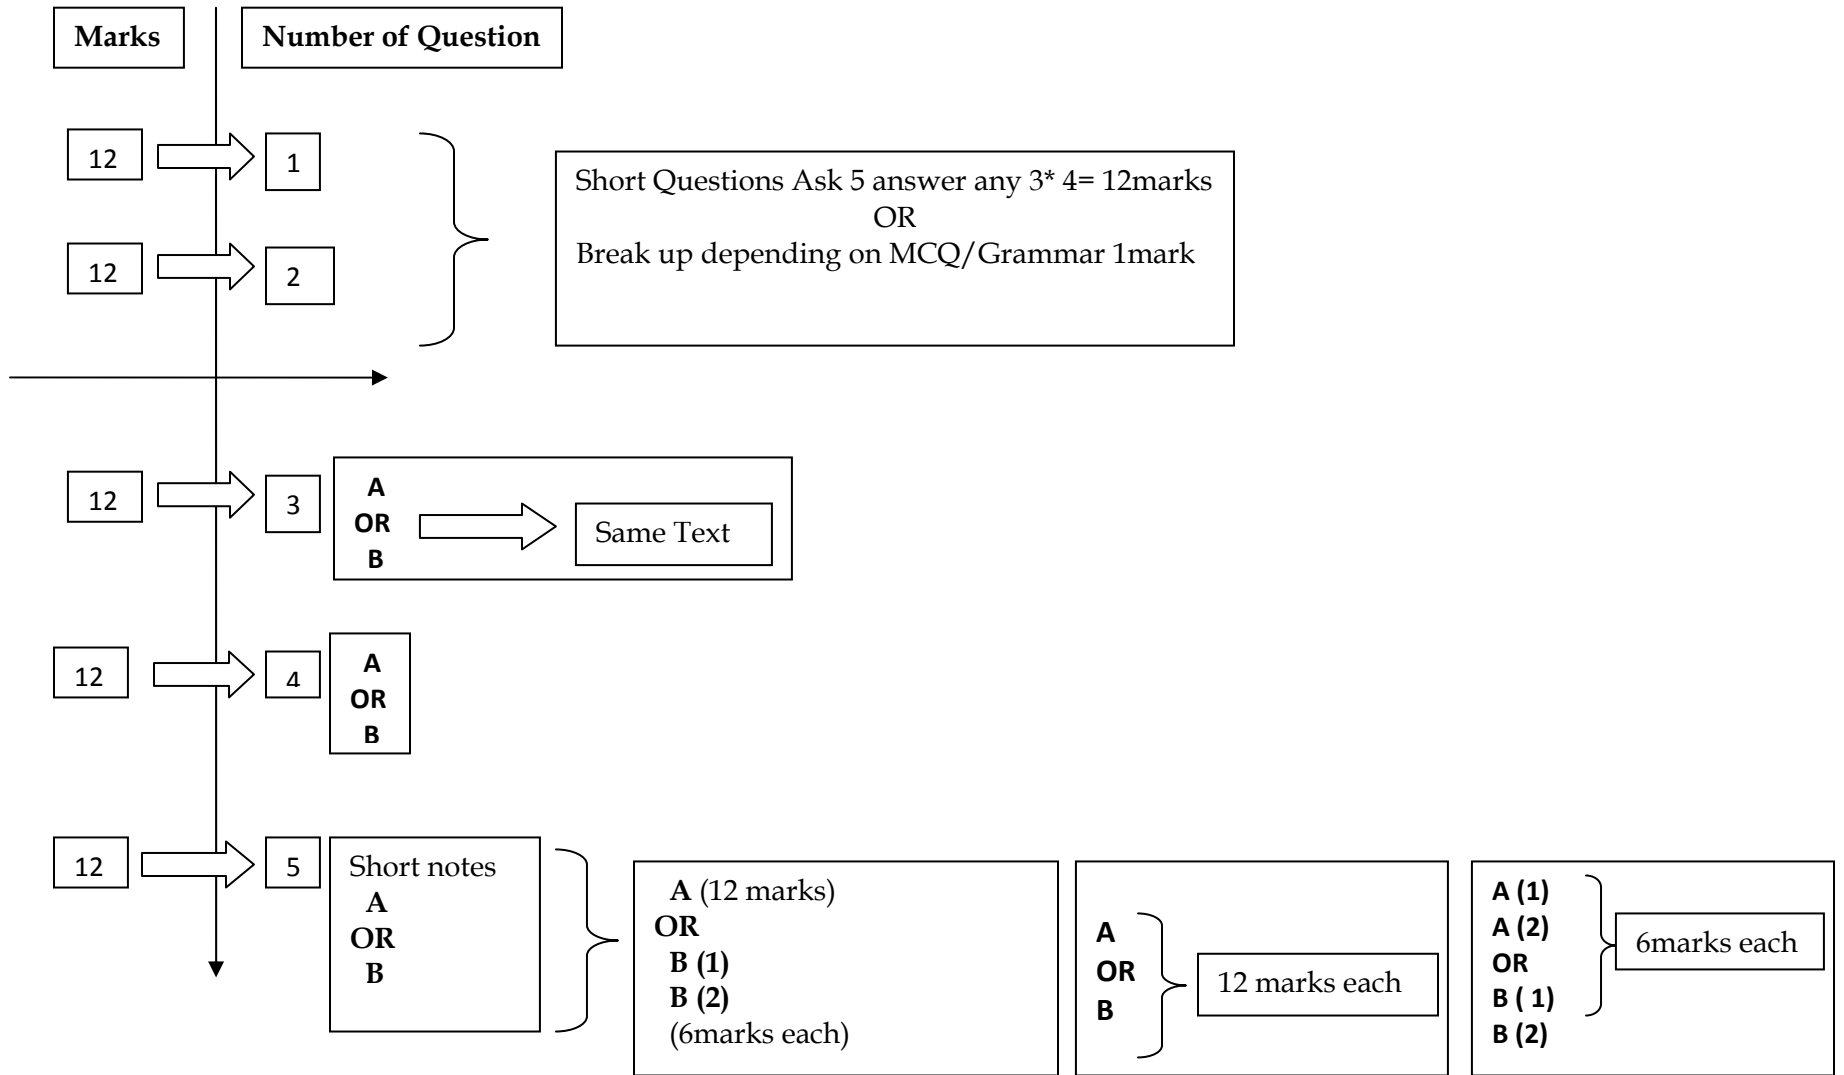 Marks
Number of Question
12
1
Short Questions Ask 5 answer any 3* 4= 12marks
OR
Break up depending on MCQ/Grammar 1mark
12
2
12
3
A
OR
B
Same Text
12
4
A
OR
B
12
5
Short notes
A
OR
B
A (12 marks)
OR
B (1)
B (2)
(6marks each)
A
OR
B
12 marks each
A (1)
A (2)
OR
B ( 1)
B (2)
6marks each